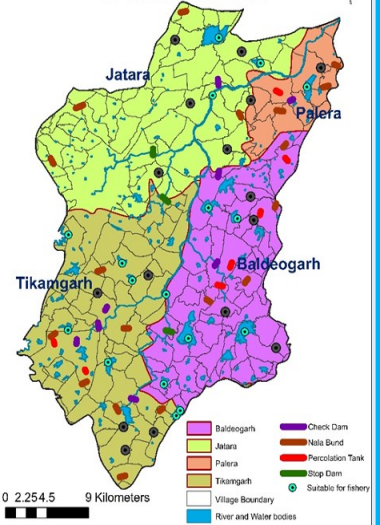 Jatara
Palera
Baldeogarh
Tikamgarh
Baldeogarh
Jatara
Palera
Tikamgarh
Village Boundary
River and Water bodies
Check Dam
Nala Bund
Percolation Tank
Stop Dam
Suitable for fishery
0 2.254.5 9 Kilometers